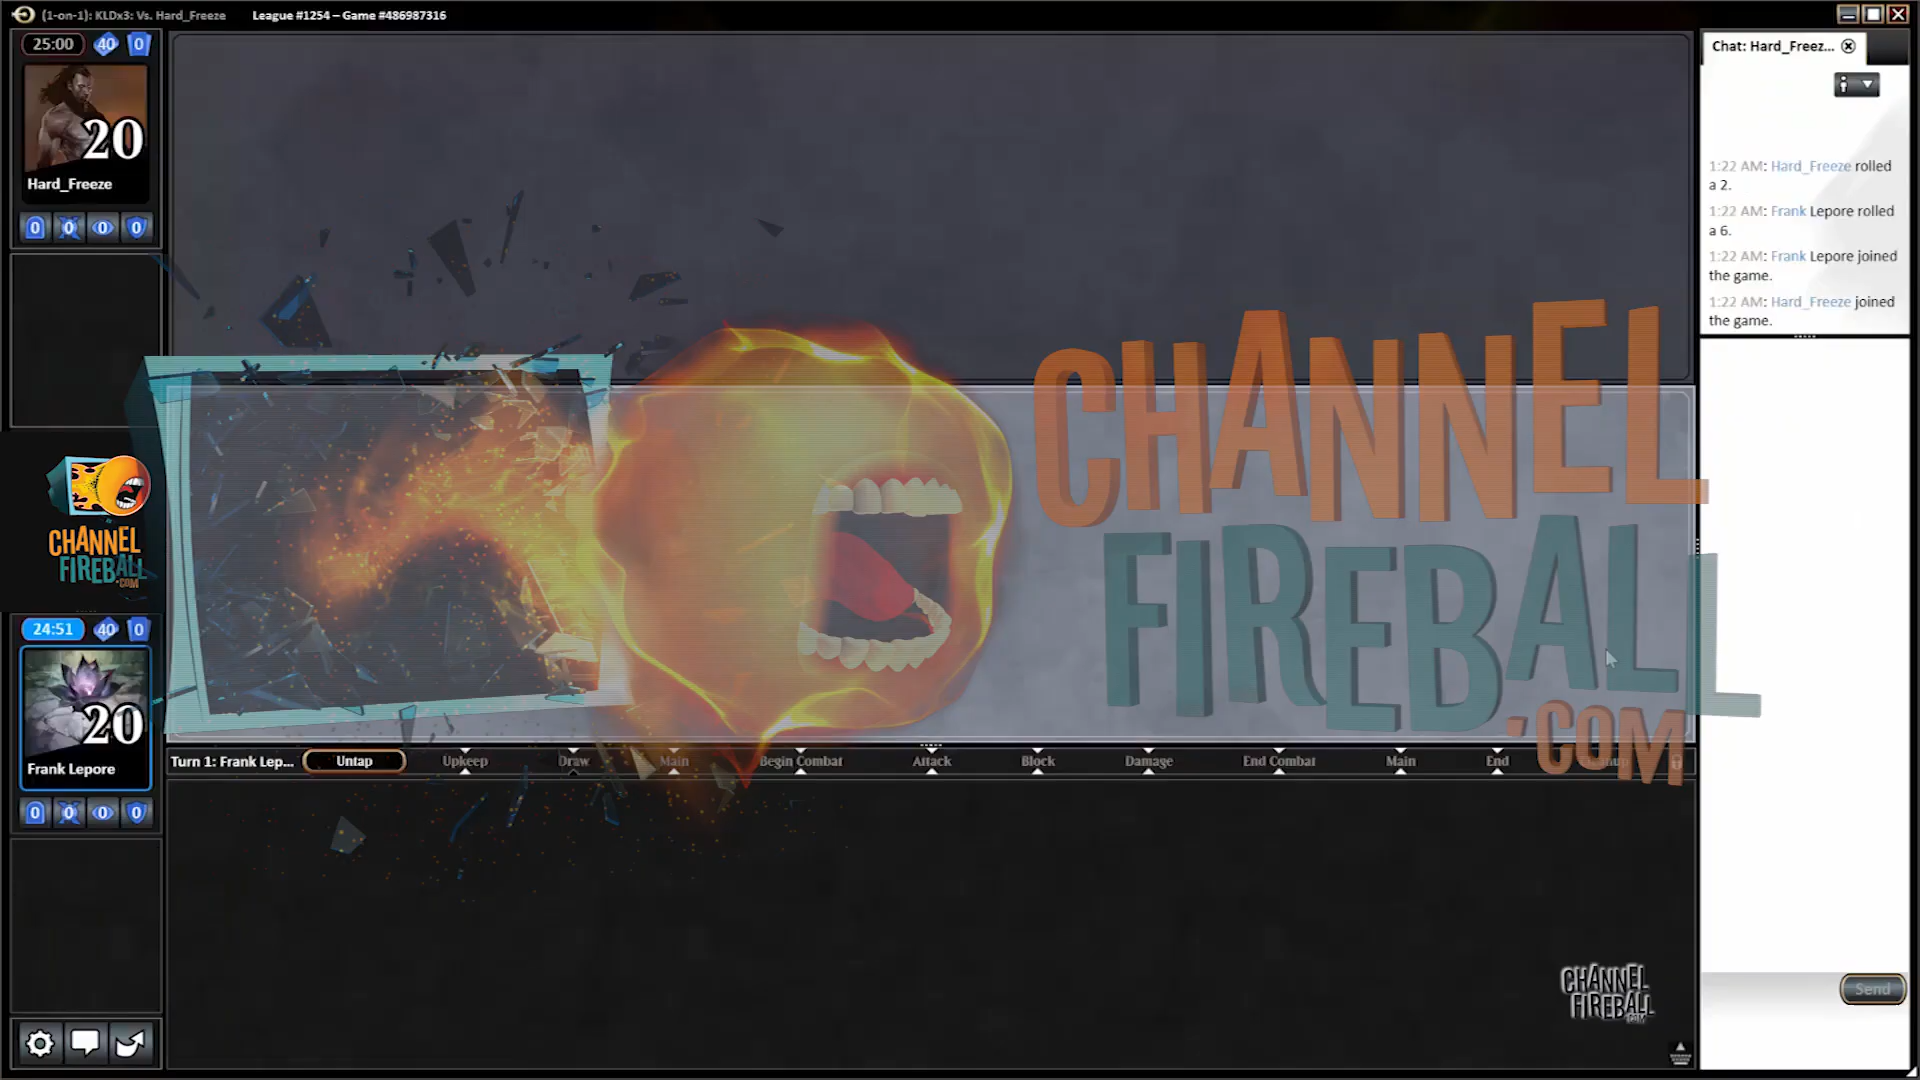 (1-on-1): KLDx3: Vs. Hard_Freeze
League #1254 – Game #486987316
25:00
40
0
20
Hard_Freeze
0
0
0
0
Chat: Hard_Freez...
1:22 AM: Hard_Freeze rolled
a 2.
1:22 AM: Frank Lepore rolled
a 6.
1:22 AM: Frank Lepore joined
the game.
1:22 AM: Hard_Freeze joined
the game.
CHANNEL
FIREBALL
.COM
CHANNEL
FIREBALL
.COM
24:51
40
0
20
Frank Lepore
0
0
0
0
Turn 1: Frank Lep...
Untap
Upkeep
Draw
Main
Begin Combat
Attack
Block
Damage
End Combat
Main
End
CHANNEL
FIREBALL
.COM
Send